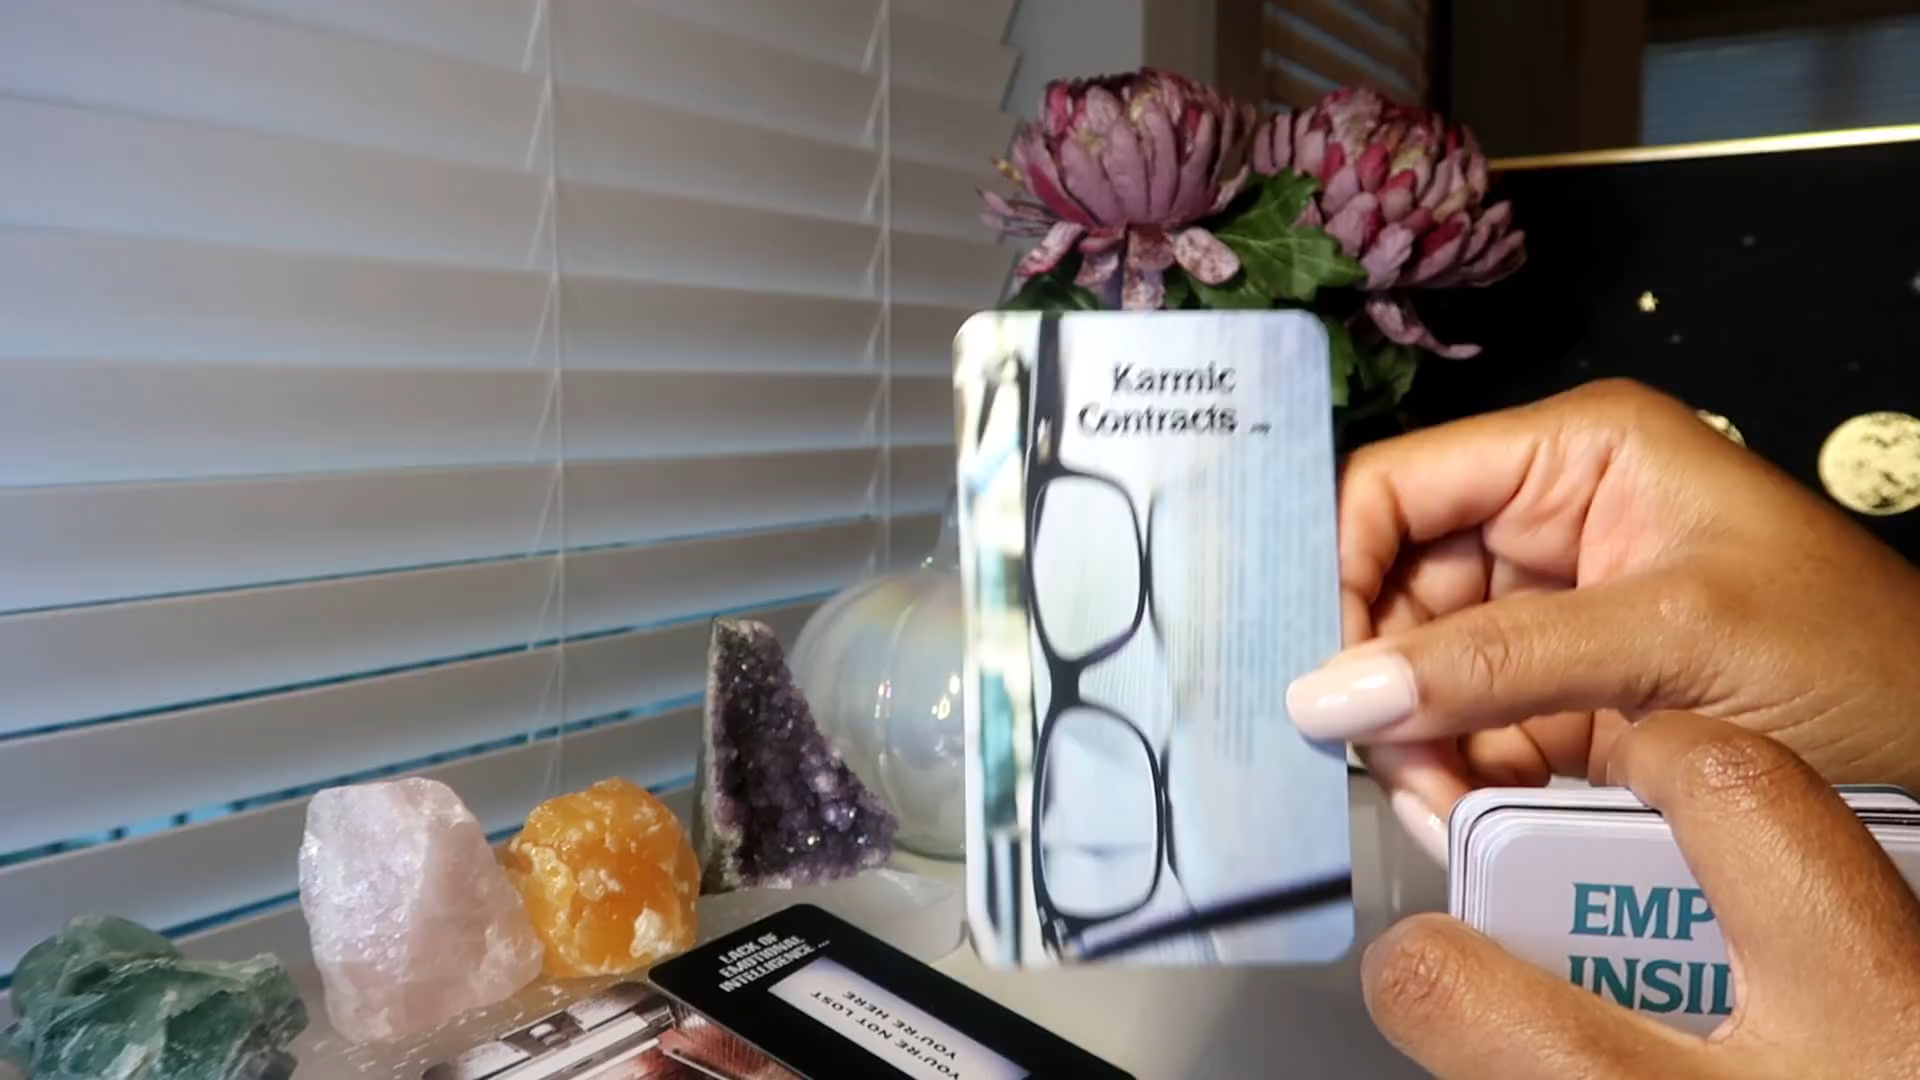 Karmic
Contracts ...
LACK OF
EMOTIONAL
INTELLIGENCE ...
YOU'RE NOT LOST
YOU'RE HERE
EMP
INSI